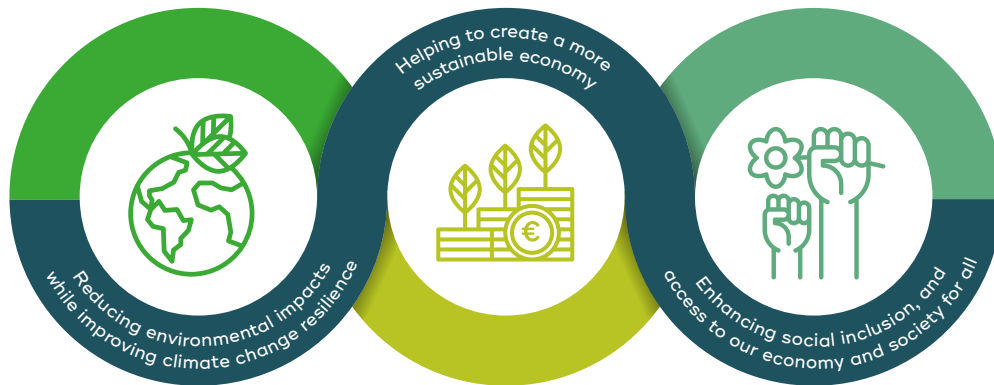 Reducing environmental impacts
while improving climate change resilience
Helping to create a more
sustainable economy
€
Enhancing social inclusion, and
access to our economy and society for all